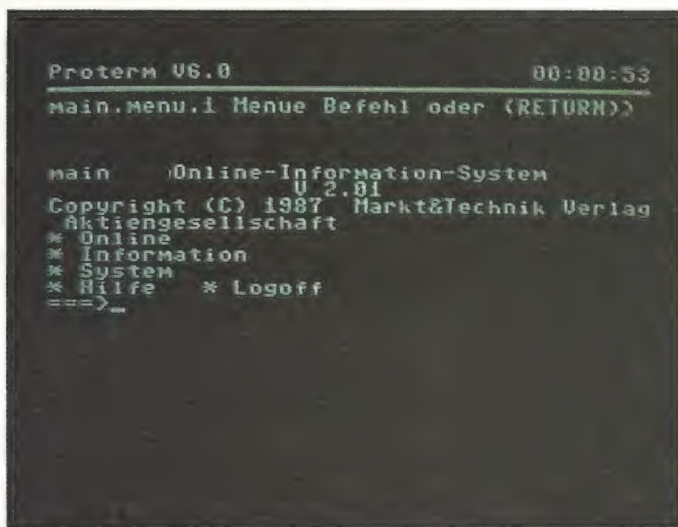 Proterm V6.0 00:00:53
main.menu.i Menue Befehl oder (RETURN))
main )Online-Information-System
V 2.01
Copyright (C) 1987 Markt&Technik Verlag
Aktiengesellschaft
* Online
* Information
* System
* Hilfe * Logoff
===>_